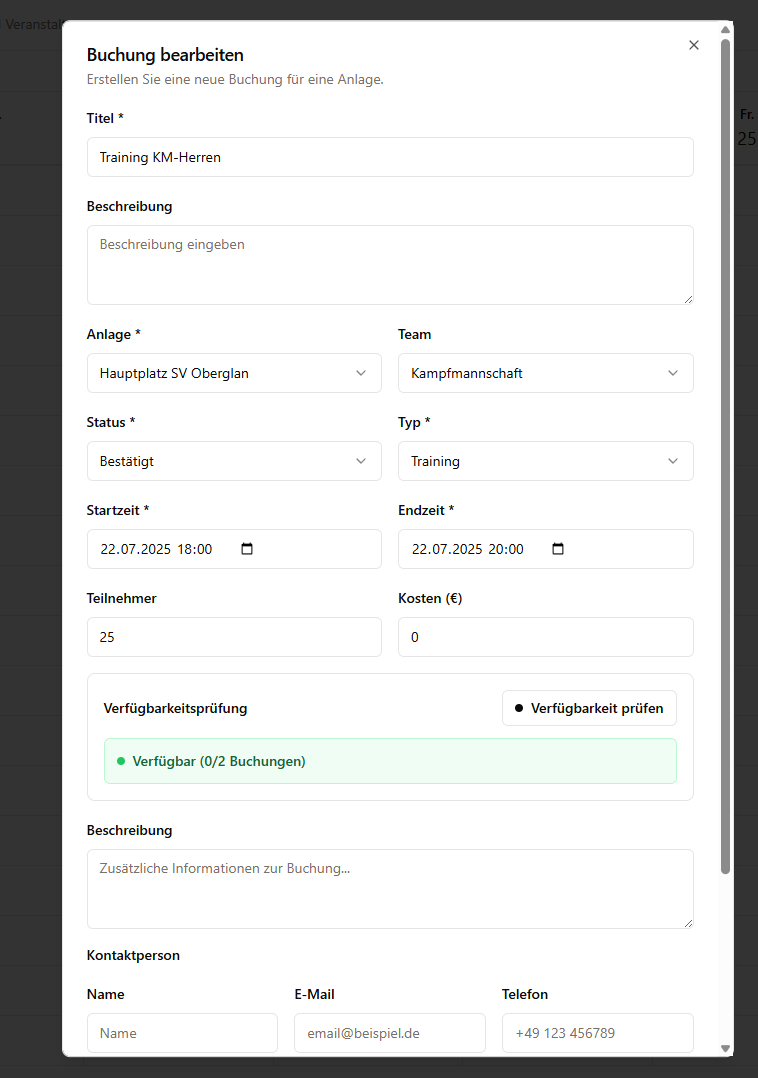 Veranstalt
Buchung bearbeiten
Erstellen Sie eine neue Buchung für eine Anlage.
Fr.
25
Titel *
Training KM-Herren
Beschreibung
Beschreibung eingeben
Anlage * Team
Hauptplatz SV Oberglan Kampfmannschaft
Status * Typ *
Bestätigt Training
Startzeit * Endzeit *
22.07.2025 18:00 22.07.2025 20:00
Teilnehmer Kosten (€)
25 0
Verfügbarkeitsprüfung Verfügbarkeit prüfen
Verfügbar (0/2 Buchungen)
Beschreibung
Zusätzliche Informationen zur Buchung...
Kontaktperson
Name E-Mail Telefon
Name email@beispiel.de +49 123 456789